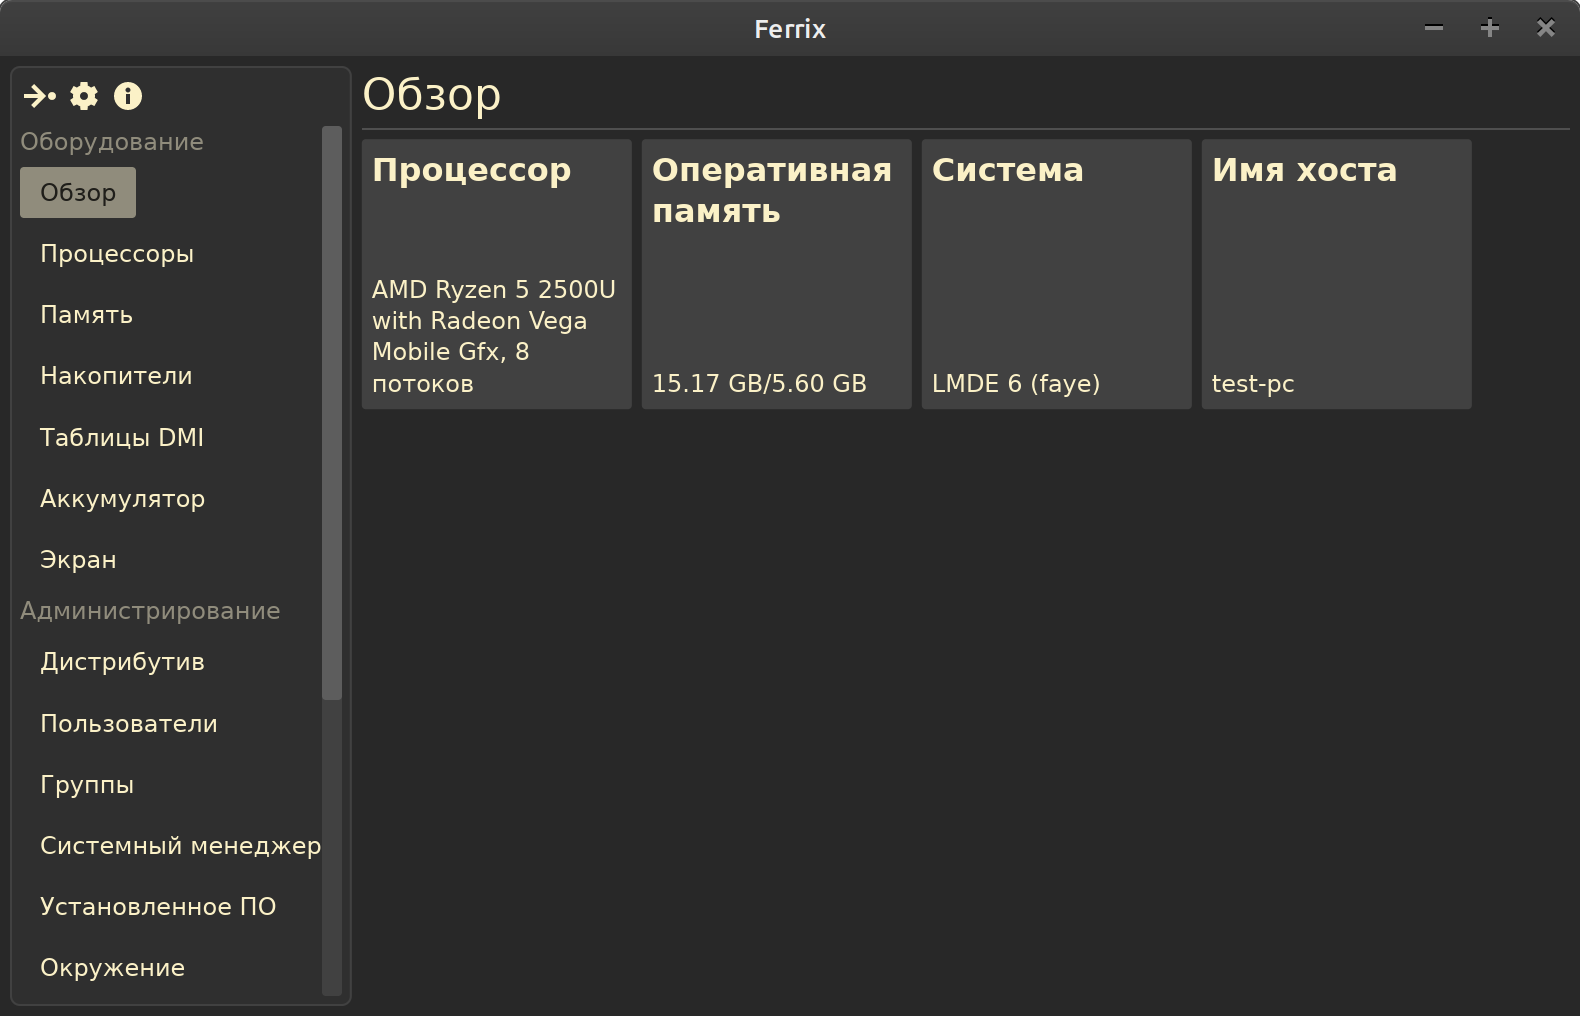 Ferrix
Оборудование
Обзор
Процессоры
Память
Накопители
Таблицы DMI
Аккумулятор
Экран
Администрирование
Дистрибутив
Пользователи
Группы
Системный менеджер
Установленное ПО
Окружение
Обзор
Процессор
AMD Ryzen 5 2500U
with Radeon Vega
Mobile Gfx, 8
потоков
Оперативная
память
15.17 GB/5.60 GB
Система
LMDE 6 (faye)
Имя хоста
test-pc